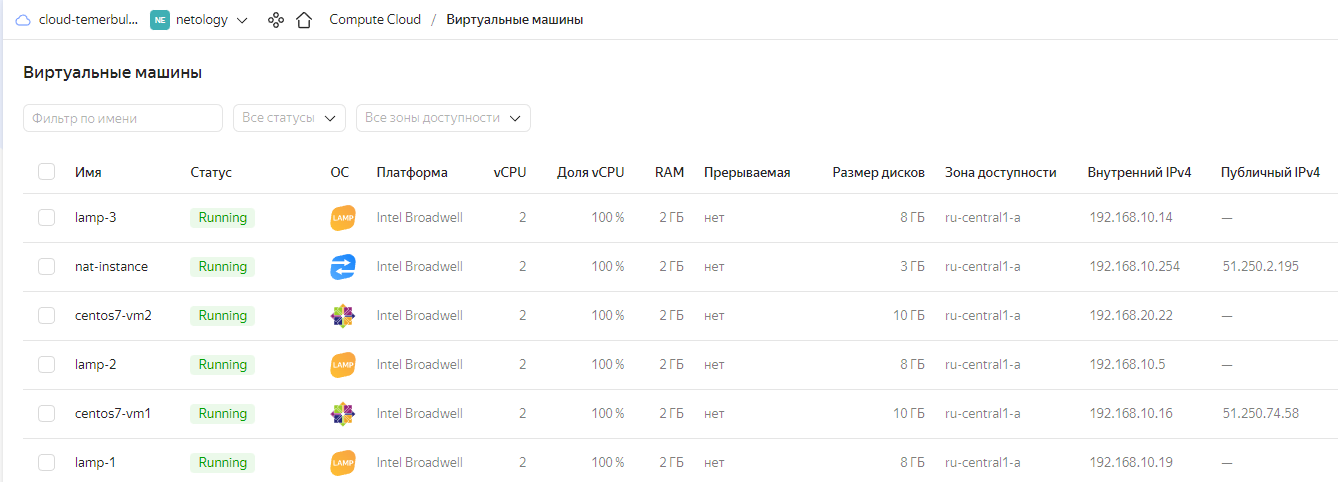 cloud-temerbul... NE netology Compute Cloud / Виртуальные машины
Виртуальные машины
Фильтр по имени Все статусы Все зоны доступности
Имя Статус ОС Платформа vCPU Доля vCPU RAM Прерываемая Размер дисков Зона доступности Внутренний IPv4 Публичный IPv4
lamp-3 Running LAMP Intel Broadwell 2 100 % 2 ГБ нет 8 ГБ ru-central1-a 192.168.10.14 —
nat-instance Running Intel Broadwell 2 100 % 2 ГБ нет 3 ГБ ru-central1-a 192.168.10.254 51.250.2.195
centos7-vm2 Running Intel Broadwell 2 100 % 2 ГБ нет 10 ГБ ru-central1-a 192.168.20.22 —
lamp-2 Running LAMP Intel Broadwell 2 100 % 2 ГБ нет 8 ГБ ru-central1-a 192.168.10.5 —
centos7-vm1 Running Intel Broadwell 2 100 % 2 ГБ нет 10 ГБ ru-central1-a 192.168.10.16 51.250.74.58
lamp-1 Running LAMP Intel Broadwell 2 100 % 2 ГБ нет 8 ГБ ru-central1-a 192.168.10.19 —